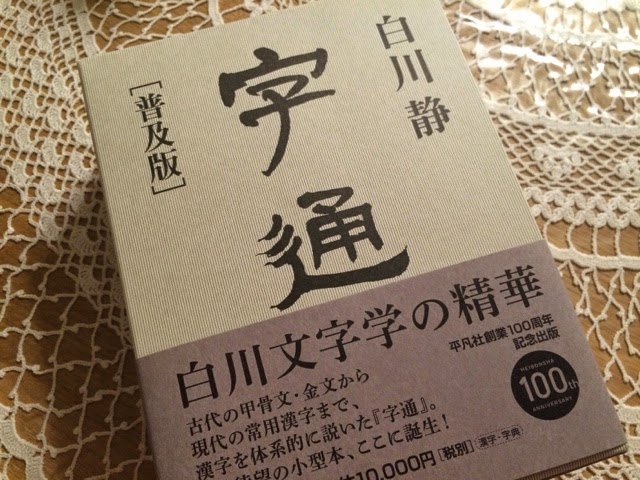 白川 静
字通
[普及版]
白川文字学の精華
平凡社創業100周年
記念出版
HEIBONSHA
100th
ANNIVERSARY
古代の甲骨文・金文から
現代の常用漢字まで、
漢字を体系的に説いた『字通』。
待望の小型本、ここに誕生!
10,000円[税別]
漢字・字典